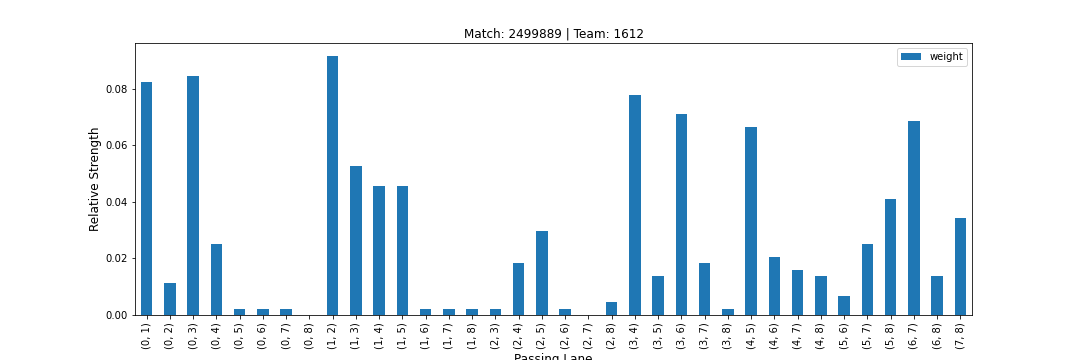 Match: 2499889 | Team: 1612
weight
Relative Strength
0.08
0.06
0.04
0.02
0.00
(0, 1) (0, 2) (0, 3) (0, 4) (0, 5) (0, 6) (0, 7) (0, 8) (1, 2) (1, 3) (1, 4) (1, 5) (1, 6) (1, 7) (1, 8) (2, 3) (2, 4) (2, 5) (2, 6) (2, 7) (2, 8) (3, 4) (3, 5) (3, 6) (3, 7) (3, 8) (4, 5) (4, 6) (4, 7) (4, 8) (5, 6) (5, 7) (5, 8) (6, 7) (6, 8) (7, 8)
Passing Lane